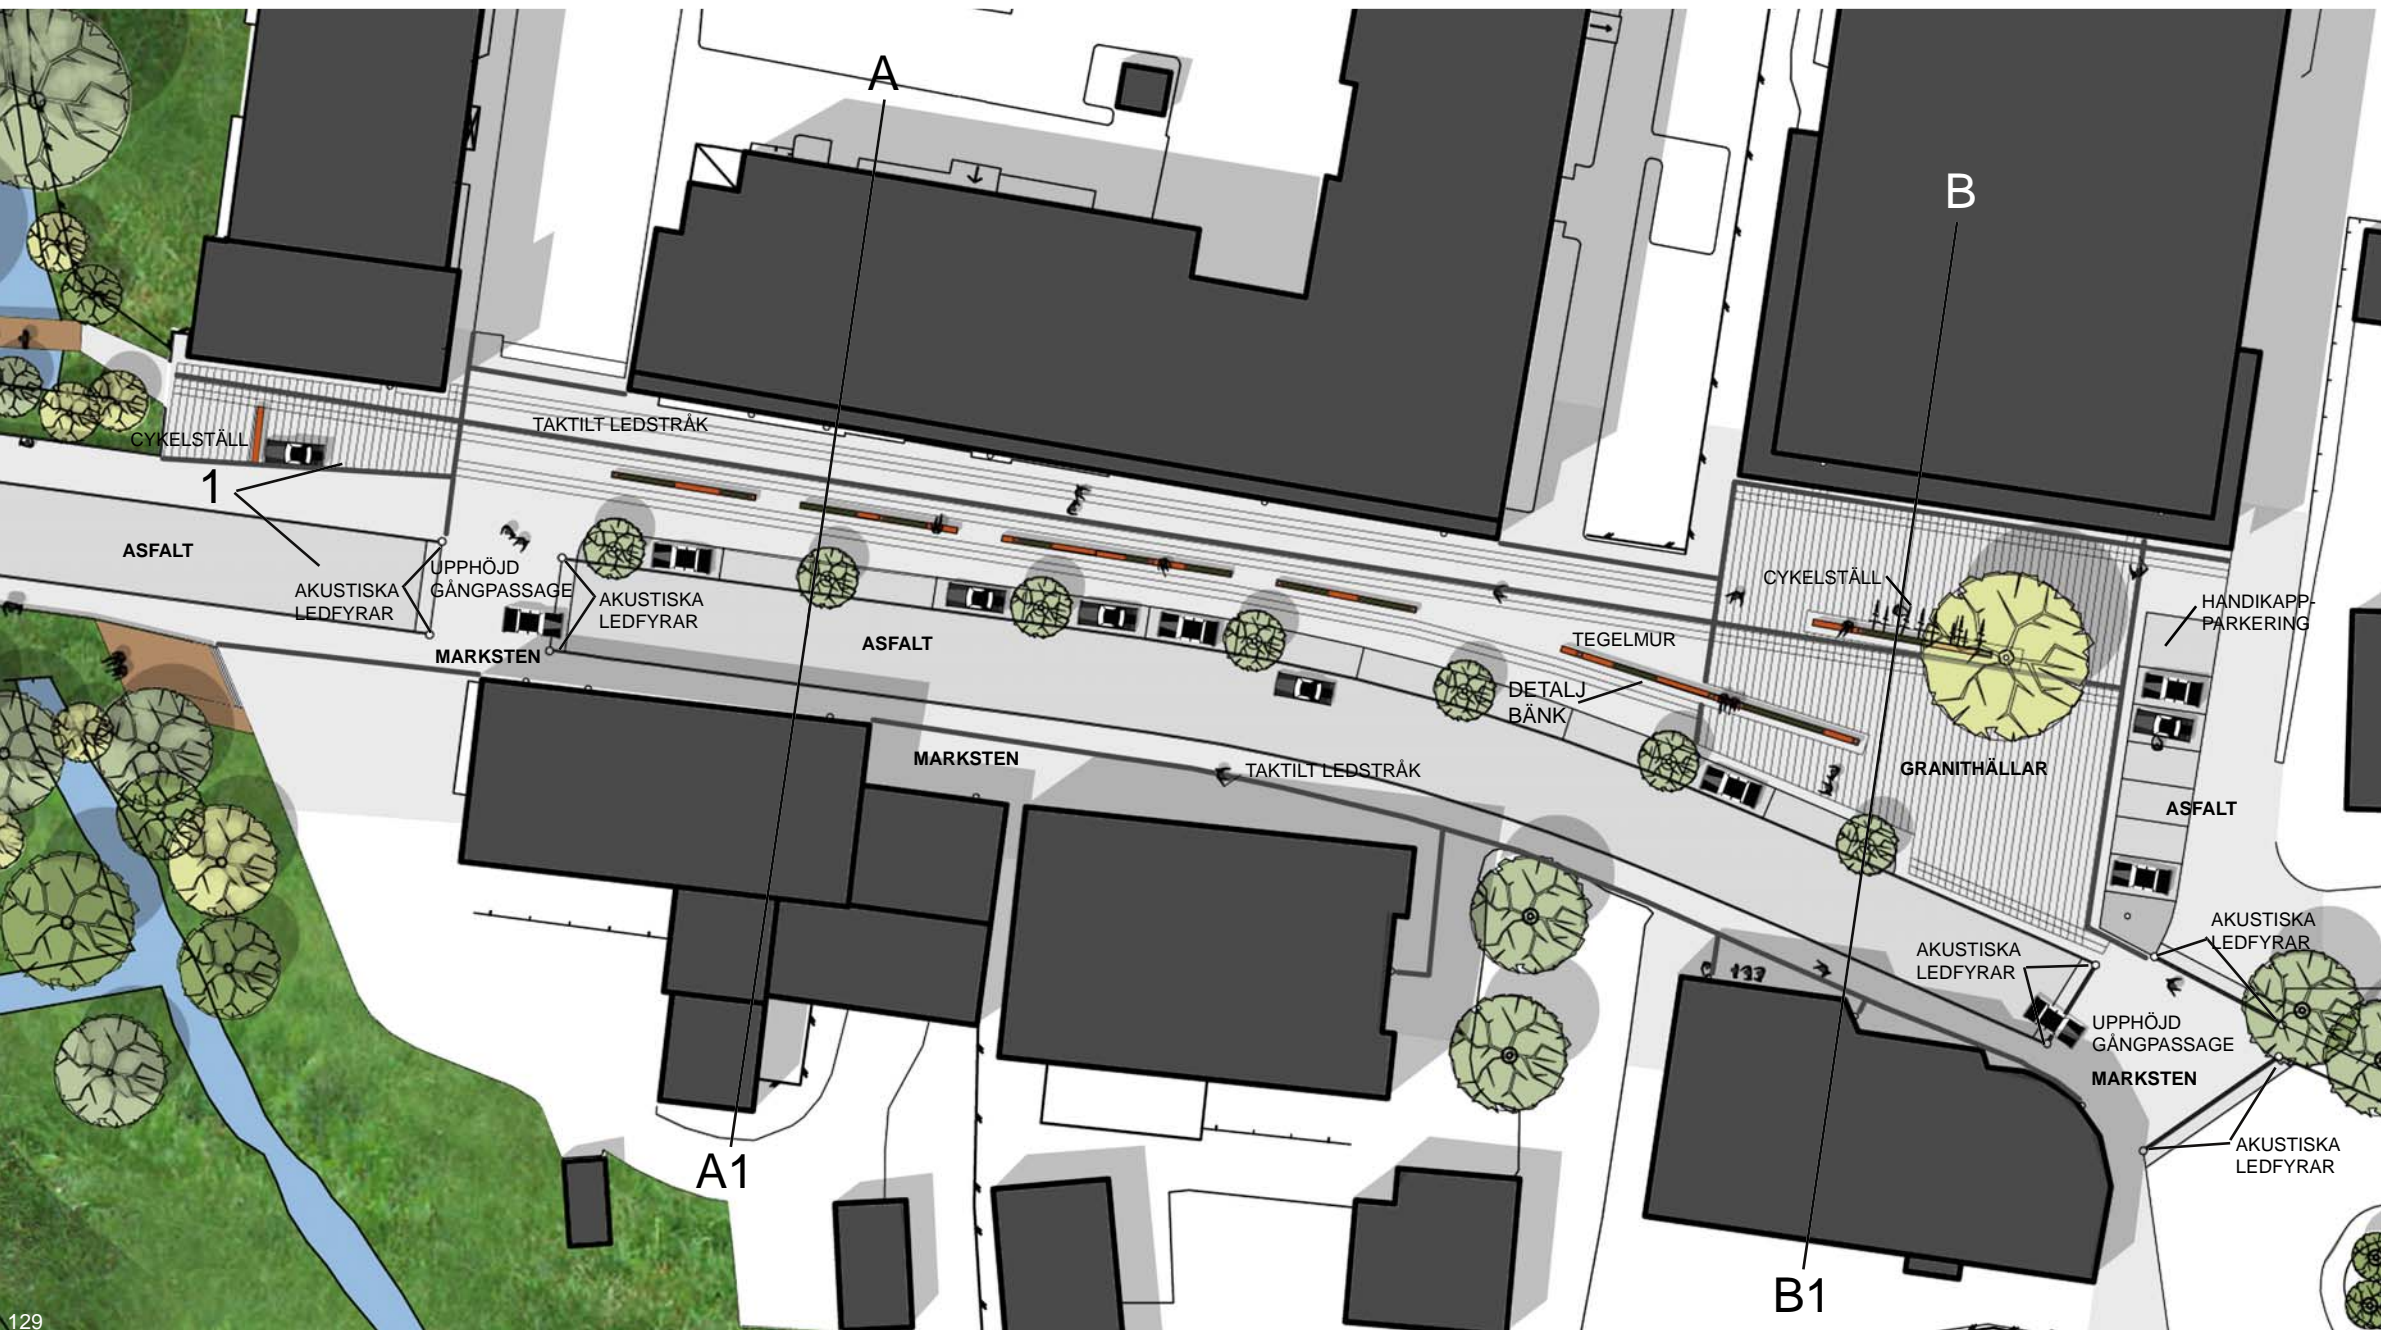 A
B
CYKELSTÄLL
TAKTILT LEDSTRÅK
1
ASFALT
AKUSTISKA
LEDFYRAR
UPPHÖJD
GÅNGPASSAGE
AKUSTISKA
LEDFYRAR
MARKSTEN
ASFALT
CYKELSTÄLL
HANDIKAPP-
PARKERING
TEGELMUR
DETALJ
BÄNK
MARKSTEN
TAKTILT LEDSTRÅK
GRANITHÄLLAR
ASFALT
AKUSTISKA
LEDFYRAR
AKUSTISKA
LEDFYRAR
UPPHÖJD
GÅNGPASSAGE
MARKSTEN
AKUSTISKA
LEDFYRAR
A1
B1
129